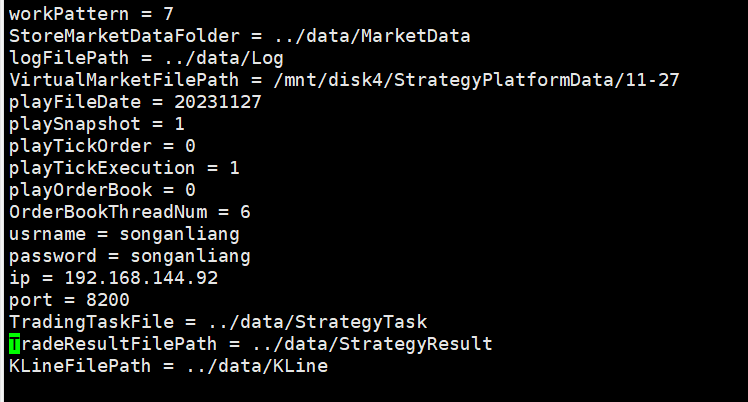 workPattern = 7
StoreMarketDataFolder = ../data/MarketData
logFilePath = ../data/Log
VirtualMarketFilePath = /mnt/disk4/StrategyPlatformData/11-27
playFileDate = 20231127
playSnapshot = 1
playTickOrder = 0
playTickExecution = 1
playOrderBook = 0
OrderBookThreadNum = 6
usrname = songanliang
password = songanliang
ip = 192.168.144.92
port = 8200
TradingTaskFile = ../data/StrategyTask
TradeResultFilePath = ../data/StrategyResult
KLineFilePath = ../data/KLine